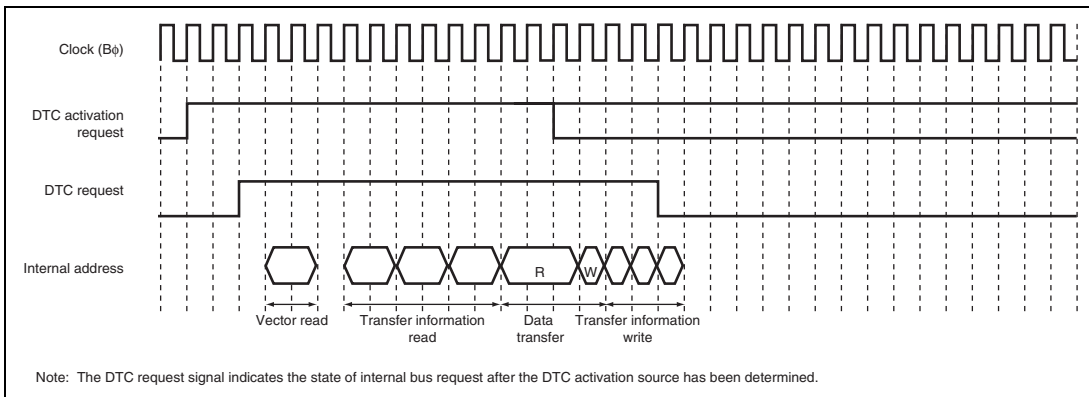 Clock (Bφ)
DTC activation
request
DTC request
Internal address
R
W
Vector read
Transfer information
read
Data
transfer
Transfer information
write
Note: The DTC request signal indicates the state of internal bus request after the DTC activation source has been determined.